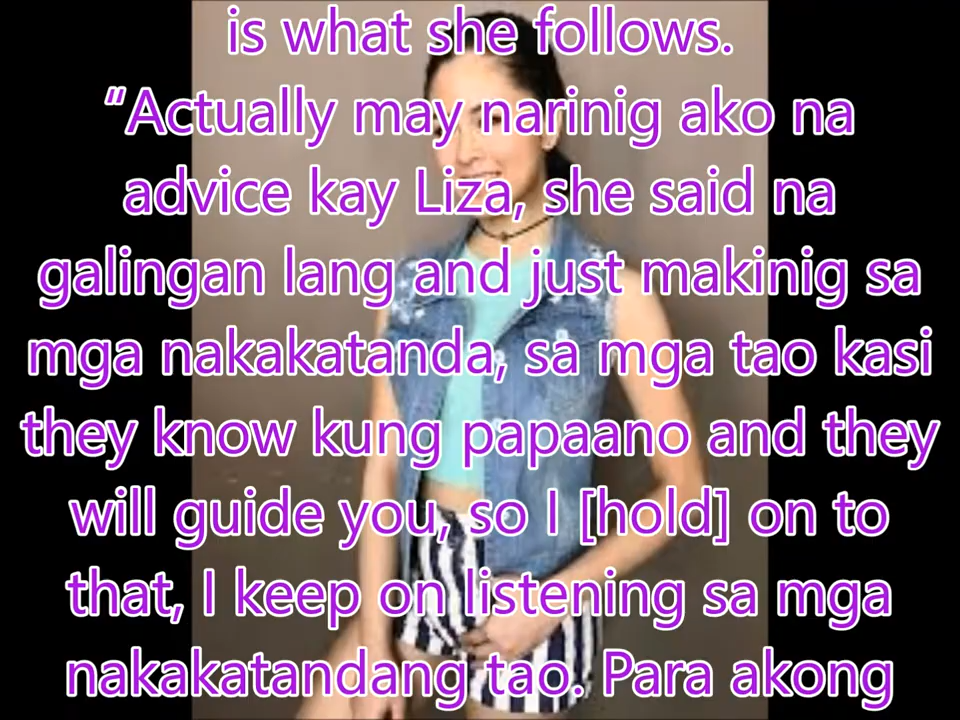 is what she follows.
“Actually may narinig ako na
advice kay Liza, she said na
galingan lang and just makinig sa
mga nakakatanda, sa mga tao kasi
they know kung papaano and they
will guide you, so I [hold] on to
that, I keep on listening sa mga
nakakatandang tao. Para akong